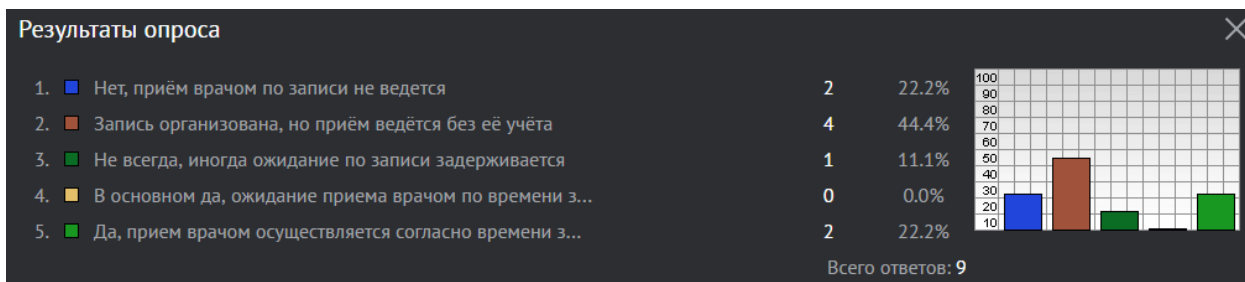 Результаты опроса
1. Нет, приём врачом по записи не ведется 2 22.2%
2. Запись организована, но приём ведётся без её учёта 4 44.4%
3. Не всегда, иногда ожидание по записи задерживается 1 11.1%
4. В основном да, ожидание приема врачом по времени з... 0 0.0%
5. Да, прием врачом осуществляется согласно времени з... 2 22.2%
Всего ответов: 9
100
90
80
70
60
50
40
30
20
10